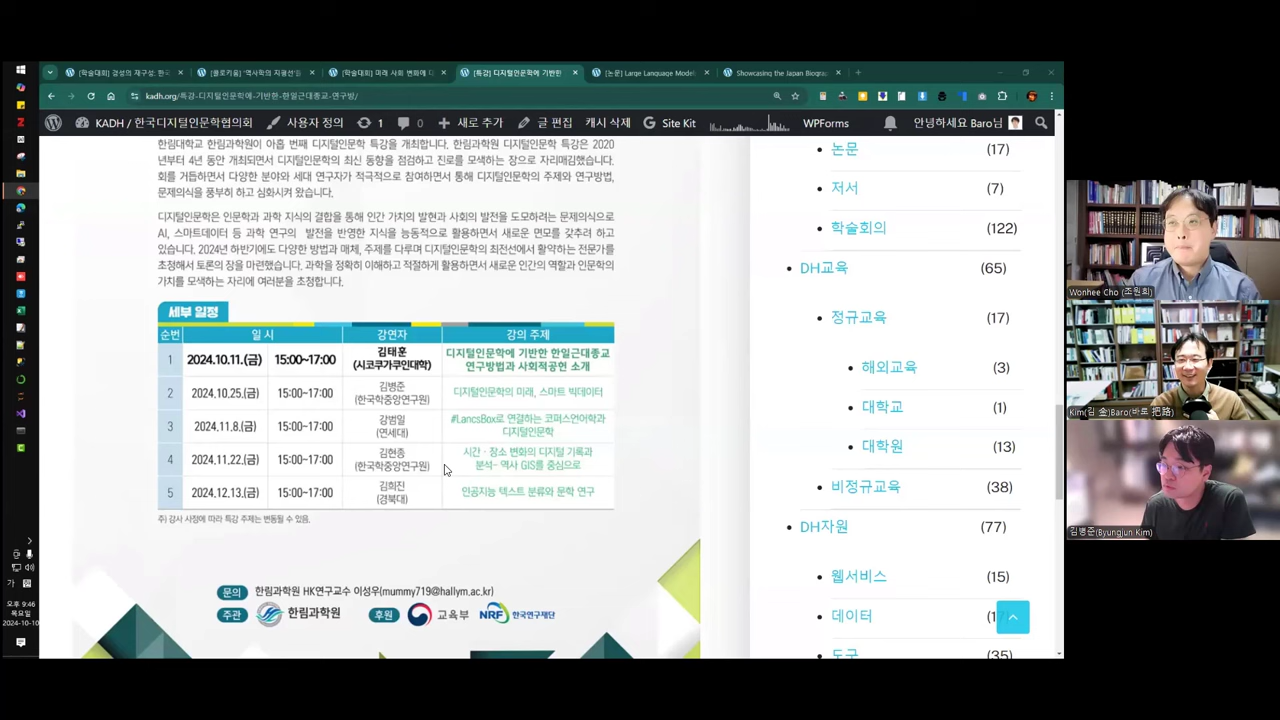 [학술대회] 경성의 재구성: 한국
[콜로키움] '역사학의 지평선'
[학술대회] 미래 사회 변화에 다
[특강] 디지털인문학에 기반한
[논문] Large Language Model
Showcasing the Japan Biogra
kadh.org/특강-디지털인문학에-기반한-한일근대종교-연구방/
KADH / 한국디지털인문학협의회
사용자 정의
1
0
새로 추가
글 편집
캐시 삭제
Site Kit
WPForms
안녕하세요 Baro님
한림대학교 한림과학원이 아홉 번째 디지털인문학 특강을 개최합니다. 한림과학원 디지털인문학 특강은 2020
년부터 4년 동안 개최되면서 디지털인문학의 최신 동향을 점검하고 진로를 모색하는 장으로 자리매김했습니다.
회를 거듭하면서 다양한 분야와 세대 연구자가 적극적으로 참여하면서 통해 디지털인문학의 주제와 연구방법,
문제의식을 풍부히 하고 심화시켜 왔습니다.
디지털인문학은 인문학과 과학 지식의 결합을 통해 인간 가치의 발현과 사회의 발전을 도모하려는 문제의식으로
AI, 스마트데이터 등 과학 연구의 발전을 반영한 지식을 능동적으로 활용하면서 새로운 면모를 갖추려 하고
있습니다. 2024년 하반기에도 다양한 방법과 매체, 주제를 다루며 디지털인문학의 최전선에서 활약하는 전문가를
초청해서 토론의 장을 마련했습니다. 과학을 정확히 이해하고 적절하게 활용하면서 새로운 인간의 역할과 인문학의
가치를 모색하는 자리에 여러분을 초청합니다.
세부 일정
순번 일 시 강연자 강의 주제
1 2024.10.11.(금) 15:00~17:00 김태훈 (시코쿠가쿠인대학) 디지털인문학에 기반한 한일근대종교 연구방법과 사회적공헌 소개
2 2024.10.25.(금) 15:00~17:00 김병준 (한국학중앙연구원) 디지털인문학의 미래, 스마트 빅데이터
3 2024.11.8.(금) 15:00~17:00 강범일 (연세대) #LancsBox로 연결하는 코퍼스언어학과 디지털인문학
4 2024.11.22.(금) 15:00~17:00 김현종 (한국학중앙연구원) 시간 · 장소 변화의 디지털 기록과 분석- 역사 GIS를 중심으로
5 2024.12.13.(금) 15:00~17:00 김희진 (경북대) 인공지능 텍스트 분류와 문학 연구
주) 강사 사정에 따라 특강 주제는 변동될 수 있음.
문의 한림과학원 HK연구교수 이성우(mummy719@hallym.ac.kr)
주관 한림과학원 후원 교육부 NRF 한국연구재단
논문 (17)
저서 (7)
학술회의 (122)
DH교육 (65)
정규교육 (17)
해외교육 (3)
대학교 (1)
대학원 (13)
비정규교육 (38)
DH자원 (77)
웹서비스 (15)
데이터
도구 (35)
Wonhee Cho (조원희)
Kim(김 金)Baro(바로 把路)
김병준(Byungjun Kim)
가
오후 9:46
목요일
2024-10-10